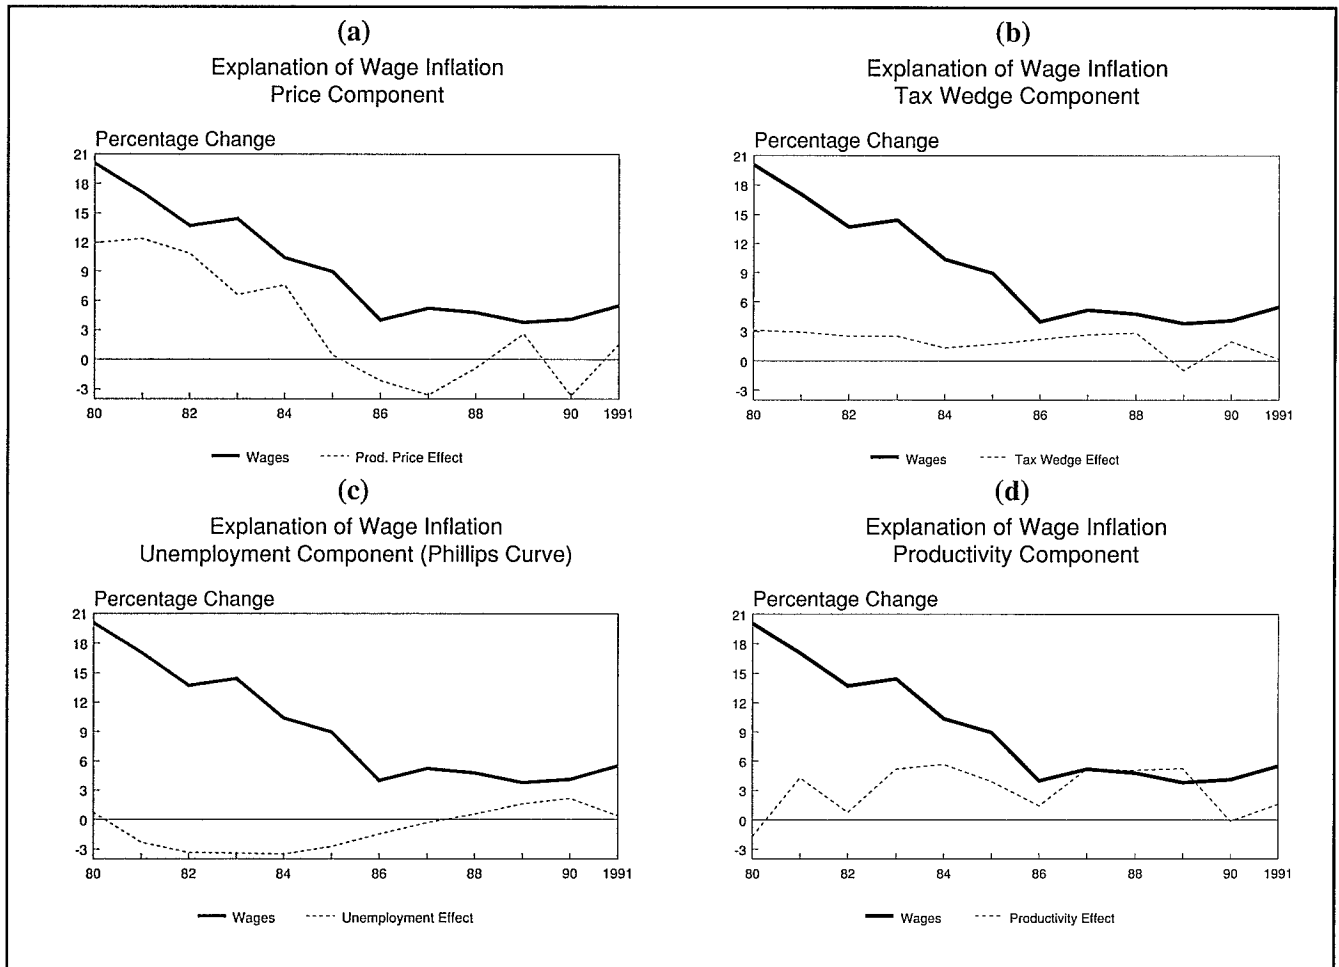 (a)
Explanation of Wage Inflation
Price Component
Percentage Change
21
18
15
12
9
6
3
0
-3
80 82 84 86 88 90 1991
Wages Prod. Price Effect
(b)
Explanation of Wage Inflation
Tax Wedge Component
Percentage Change
21
18
15
12
9
6
3
0
-3
80 82 84 86 88 90 1991
Wages Tax Wedge Effect
(c)
Explanation of Wage Inflation
Unemployment Component (Phillips Curve)
Percentage Change
21
18
15
12
9
6
3
0
-3
80 82 84 86 88 90 1991
Wages Unemployment Effect
(d)
Explanation of Wage Inflation
Productivity Component
Percentage Change
21
18
15
12
9
6
3
0
-3
80 82 84 86 88 90 1991
Wages Productivity Effect